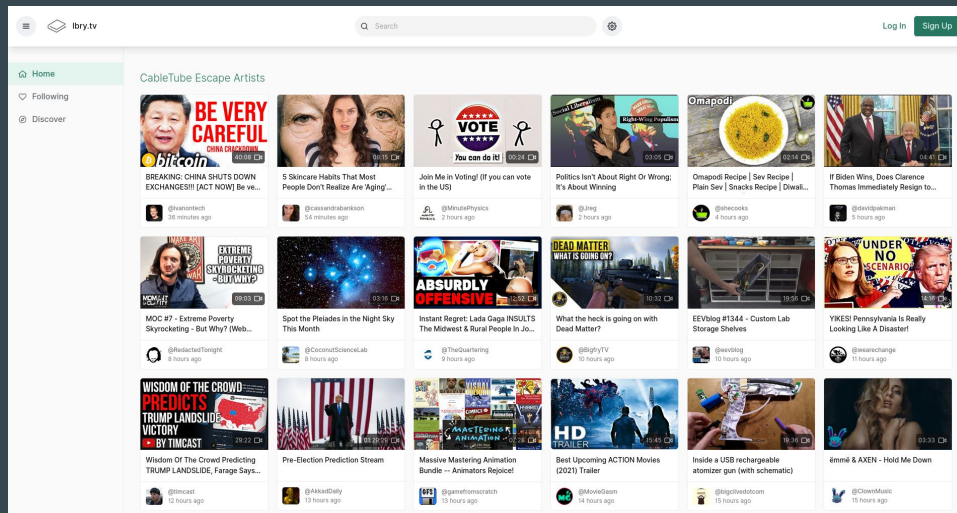 lbry.tv
Search
Log In
Sign Up
Home
Following
Discover
CableTube Escape Artists
BE VERY
CAREFUL
CHINA CRACKDOWN
bitcoin
40:08
08:15
VOTE
You can do it!
00:24
Social Liberalism
Right-Wing Populism
03:05
Omapodi
02:14
04:41
BREAKING: CHINA SHUTS DOWN
EXCHANGES!!! [ACT NOW] Be ve...
5 Skincare Habits That Most
People Don't Realize Are 'Aging'...
Join Me in Voting! (If you can vote
in the US)
Politics Isn't About Right Or Wrong;
It's About Winning
Omapodi Recipe | Sev Recipe |
Plain Sev | Snacks Recipe | Diwali...
If Biden Wins, Does Clarence
Thomas Immediately Resign to...
@ivanontech
36 minutes ago
@cassandrabankson
54 minutes ago
@MinutePhysics
2 hours ago
@Jreg
2 hours ago
@shecooks
4 hours ago
@davidpakman
5 hours ago
EXTREME
POVERTY
SKYROCKETING
- BUT WHY?
09:03
03:16
ABSURDLY
OFFENSIVE
12:52
DEAD MATTER
WHAT IS GOING ON?
10:32
19:56
UNDER
NO
SCENARIO
14:16
MOC #7 - Extreme Poverty
Skyrocketing - But Why? (Web...
Spot the Pleiades in the Night Sky
This Month
Instant Regret: Lada Gaga INSULTS
The Midwest & Rural People In Jo...
What the heck is going on with
Dead Matter?
EEVblog #1344 - Custom Lab
Storage Shelves
YIKES! Pennsylvania Is Really
Looking Like A Disaster!
@RedactedTonight
8 hours ago
@CoconutScienceLab
8 hours ago
@TheQuartering
9 hours ago
@BigfryTV
10 hours ago
@eevblog
10 hours ago
@wearechange
11 hours ago
WISDOM OF THE CROWD
PREDICTS
TRUMP LANDSLIDE
VICTORY
BY TIMCAST
29:22
01:29:29
MASTERING
ANIMATION
07:28
HD
TRAILER
15:45
19:36
03:33
Wisdom Of The Crowd Predicting
TRUMP LANDSLIDE, Farage Says...
Pre-Election Prediction Stream
Massive Mastering Animation
Bundle -- Animators Rejoice!
Best Upcoming ACTION Movies
(2021) Trailer
Inside a USB rechargeable
atomizer gun (with schematic)
ëmmë & AXEN - Hold Me Down
@timcast
12 hours ago
@AkkadDaily
13 hours ago
GFS
@gamefromscratch
13 hours ago
@MovieGasm
14 hours ago
@bigclivedotcom
15 hours ago
@ClownMusic
15 hours ago